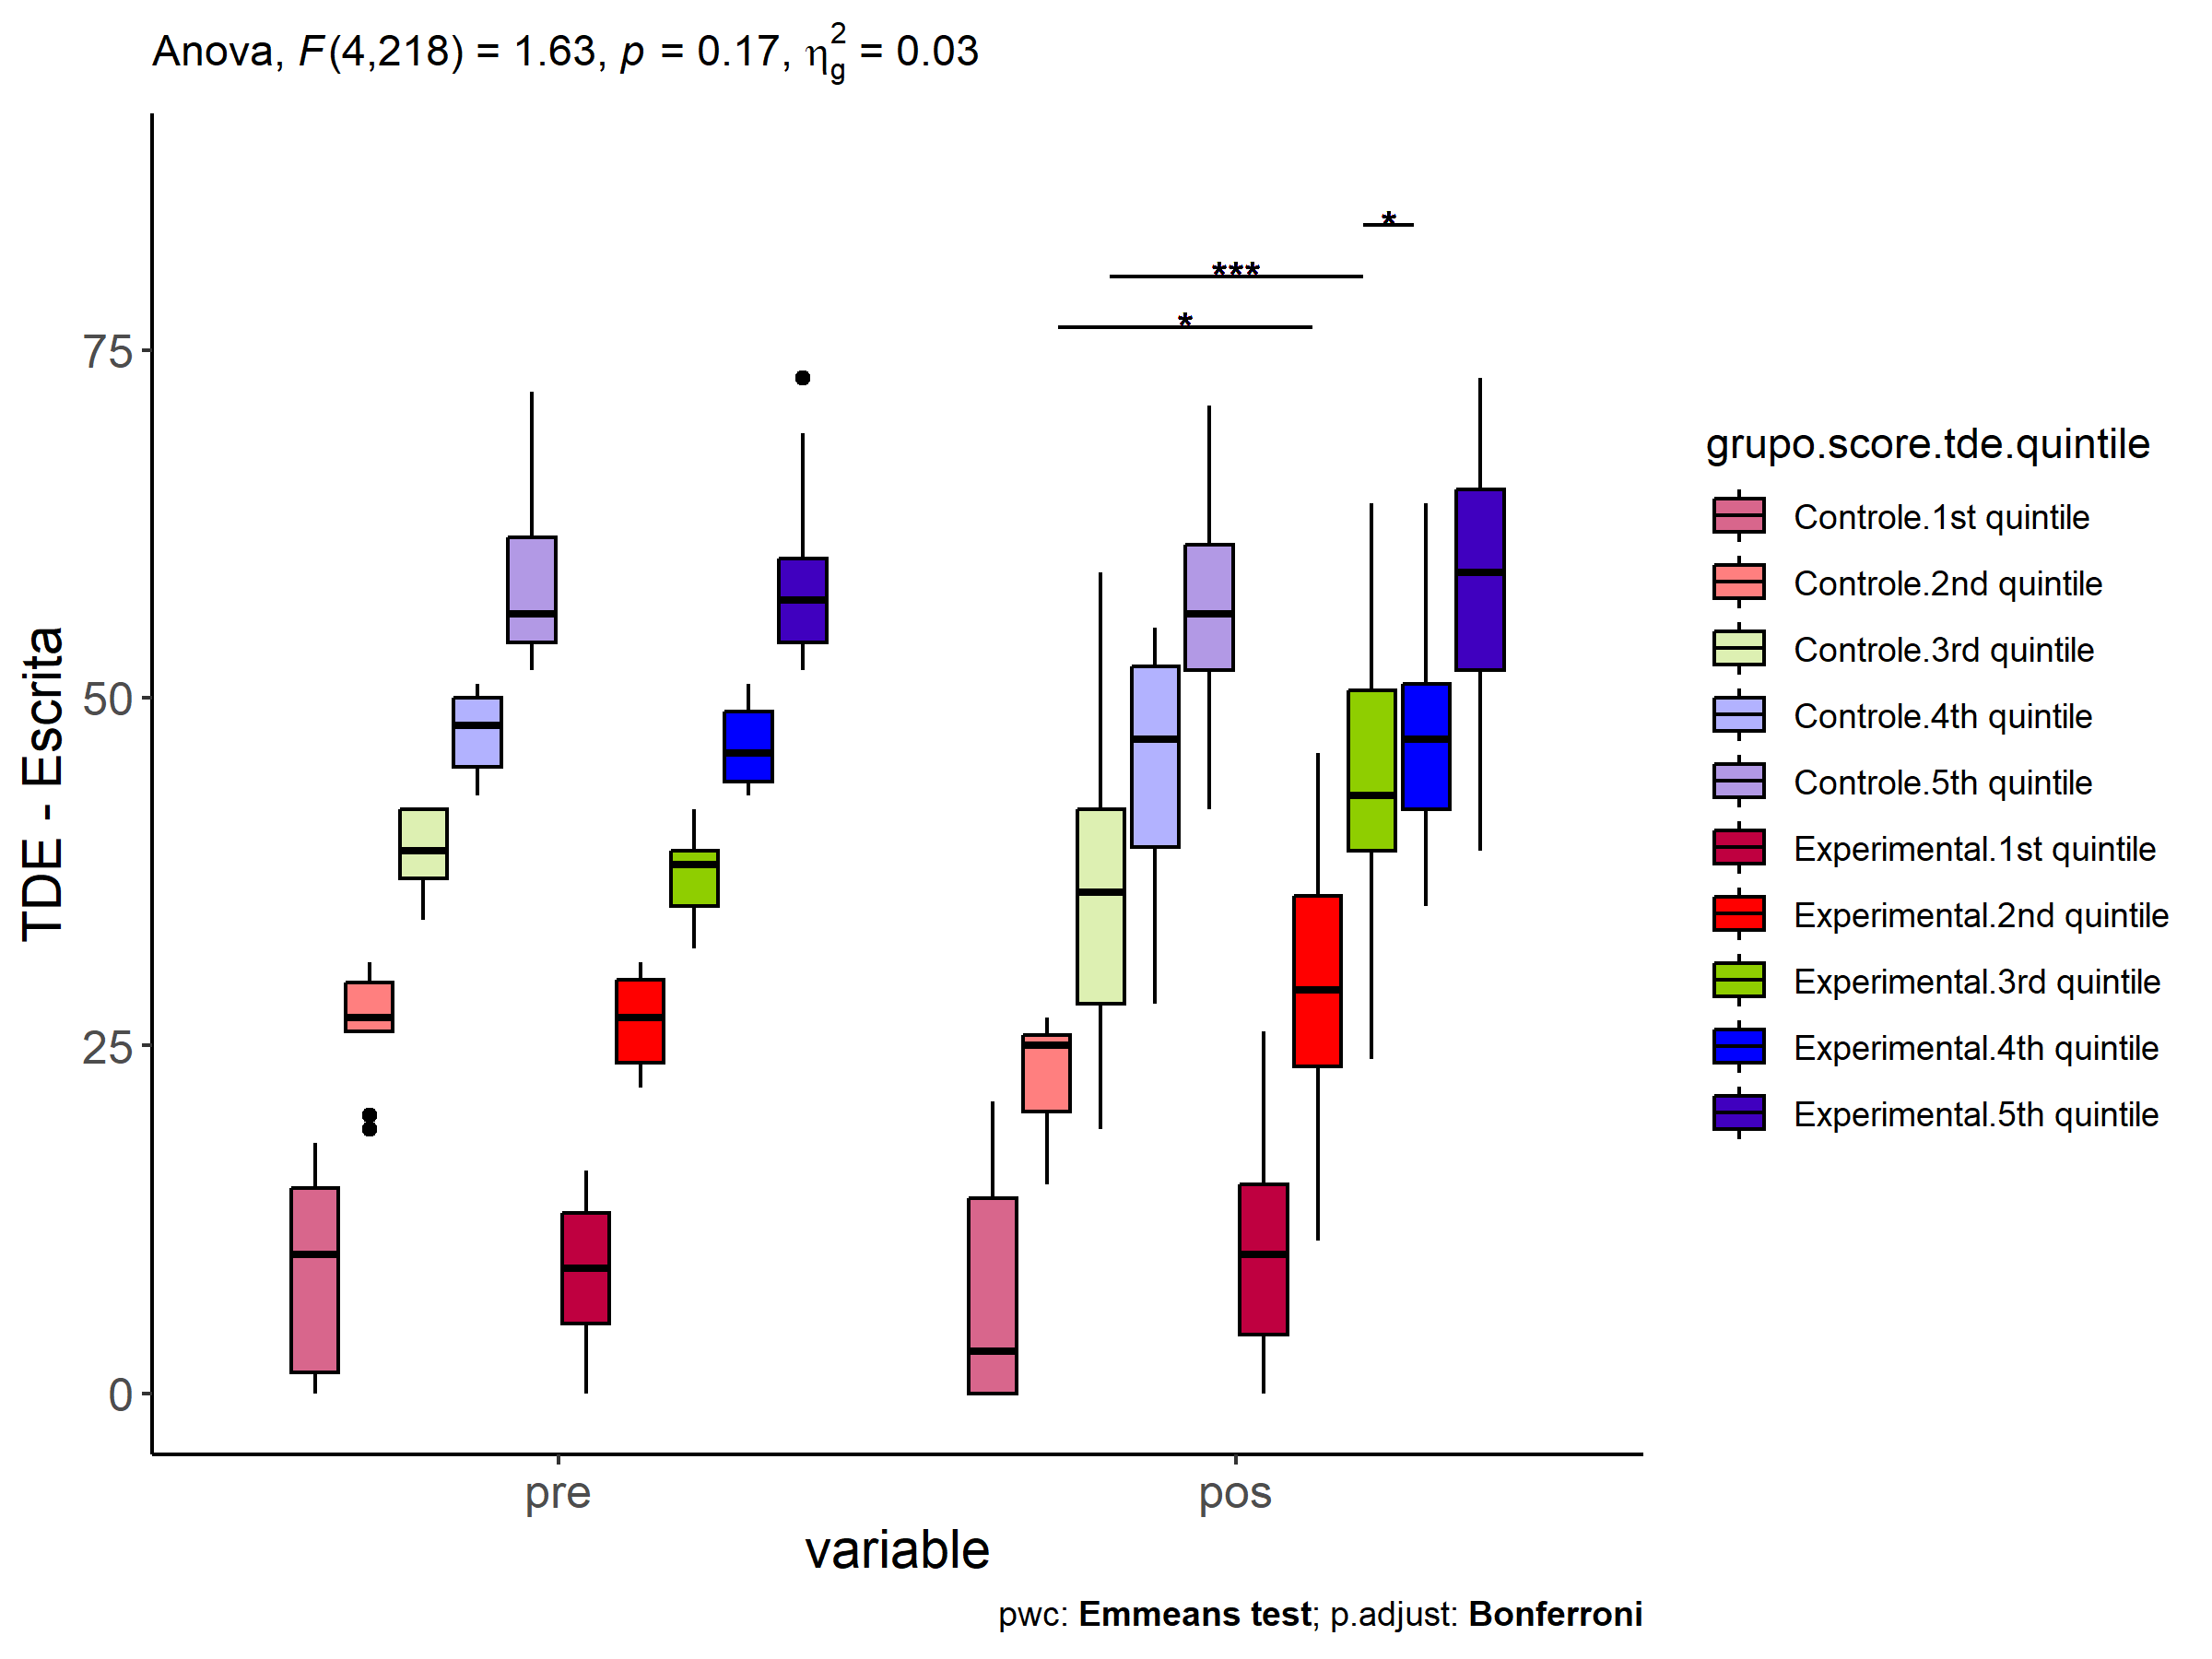 Anova, F(4,218) = 1.63, p = 0.17, η²g = 0.03
*
***
*
75
50
25
0
TDE - Escrita
pre
pos
variable
pwc: Emmeans test; p.adjust: Bonferroni
grupo.score.tde.quintile
Controle.1st quintile
Controle.2nd quintile
Controle.3rd quintile
Controle.4th quintile
Controle.5th quintile
Experimental.1st quintile
Experimental.2nd quintile
Experimental.3rd quintile
Experimental.4th quintile
Experimental.5th quintile